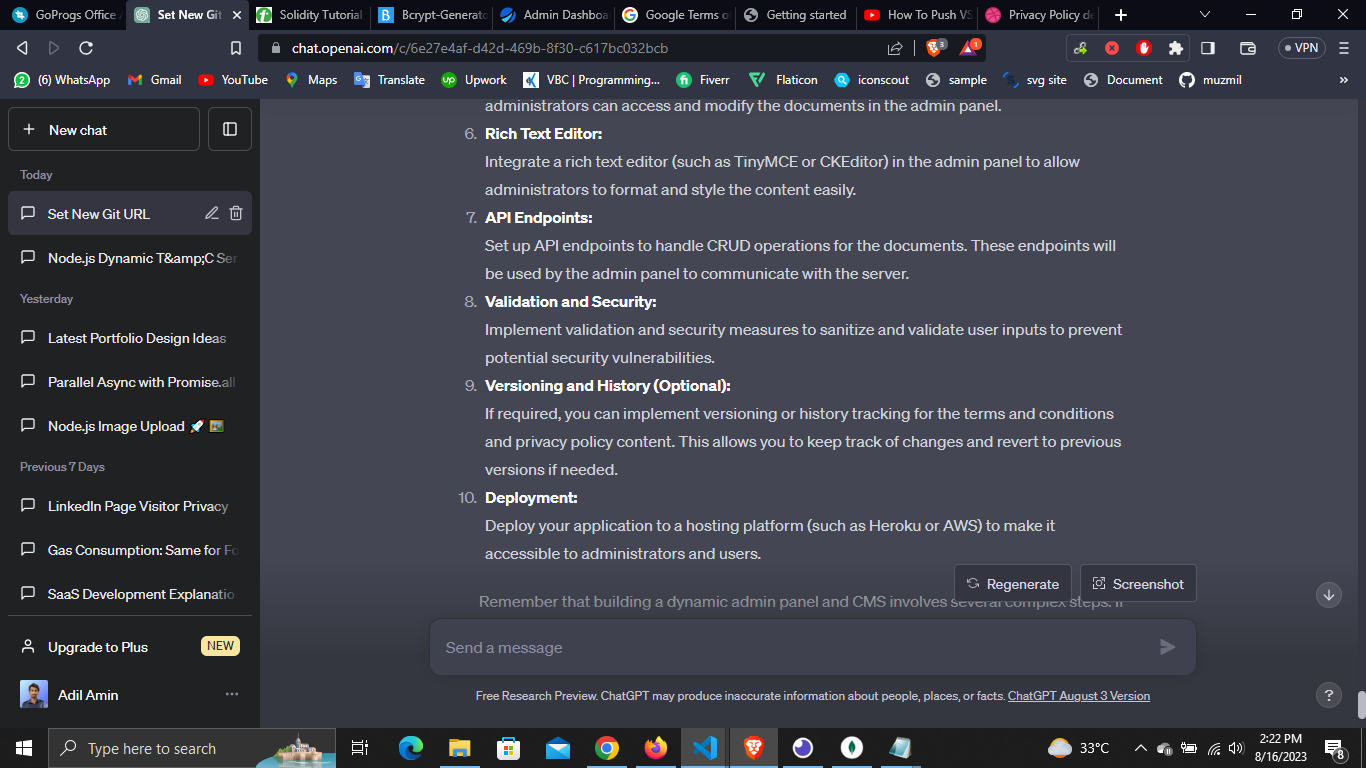 GoProgs Office
Set New Git
Solidity Tutorial
Bcrypt-Generato
Admin Dashboa
Google Terms o
Getting started
How To Push VS
Privacy Policy de
chat.openai.com/c/6e27e4af-d42d-469b-8f30-c617bc032bcb
3
1
VPN
2
(6) WhatsApp
Gmail
YouTube
Maps
Translate
Upwork
VBC | Programming...
Fiverr
Flaticon
iconscout
sample
svg site
Document
muzmil
»
+ New chat
Today
Set New Git URL
Node.js Dynamic T&amp;C Ser
Yesterday
Latest Portfolio Design Ideas
Parallel Async with Promise.all
Node.js Image Upload 🚀 🖼️
Previous 7 Days
LinkedIn Page Visitor Privacy
Gas Consumption: Same for Fo
SaaS Development Explanatio
Upgrade to Plus NEW
Adil Amin
administrators can access and modify the documents in the admin panel.
6. Rich Text Editor:
Integrate a rich text editor (such as TinyMCE or CKEditor) in the admin panel to allow
administrators to format and style the content easily.
7. API Endpoints:
Set up API endpoints to handle CRUD operations for the documents. These endpoints will
be used by the admin panel to communicate with the server.
8. Validation and Security:
Implement validation and security measures to sanitize and validate user inputs to prevent
potential security vulnerabilities.
9. Versioning and History (Optional):
If required, you can implement versioning or history tracking for the terms and conditions
and privacy policy content. This allows you to keep track of changes and revert to previous
versions if needed.
10. Deployment:
Deploy your application to a hosting platform (such as Heroku or AWS) to make it
accessible to administrators and users.
Regenerate
Screenshot
Remember that building a dynamic admin panel and CMS involves several complex steps. If
Send a message
Free Research Preview. ChatGPT may produce inaccurate information about people, places, or facts. ChatGPT August 3 Version
?
Type here to search
33°C
2:22 PM
8/16/2023
8